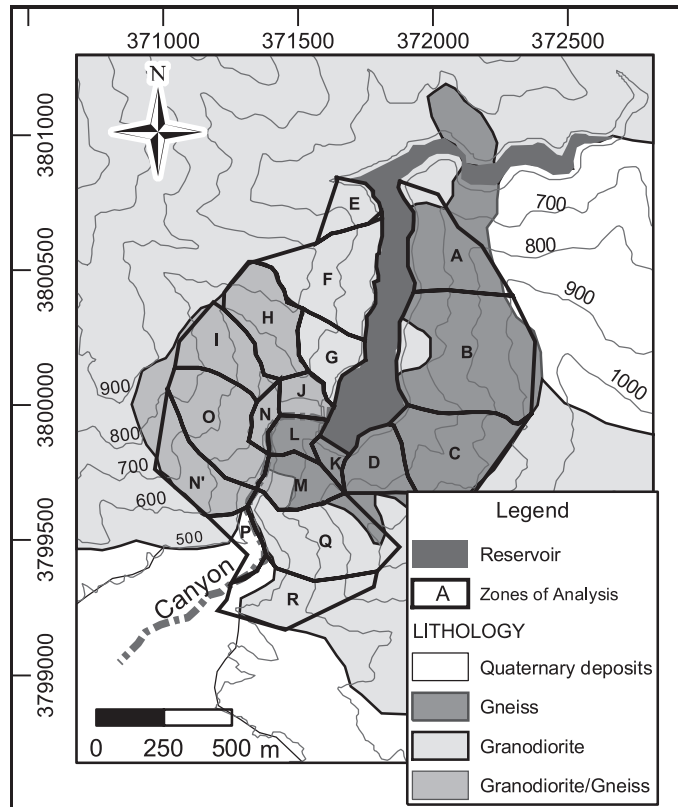 371000 371500 372000 372500
N
3801000
3800500
3800000
3799500
3799000
700
800
900
1000
E
A
F
H
I
G
B
J
900
O
N
L
800
K
D
C
700
N'
M
600
500
P
Q
Canyon
R
0 250 500 m
Legend
Reservoir
A Zones of Analysis
LITHOLOGY
Quaternary deposits
Gneiss
Granodiorite
Granodiorite/Gneiss